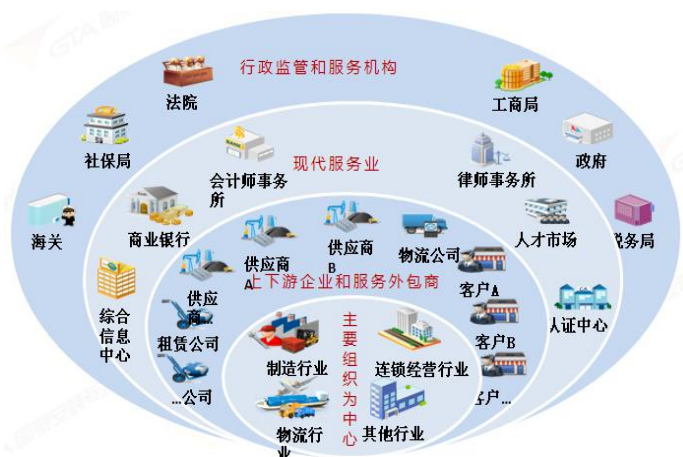 行政监管和服务机构
法院
工商局
社保局
政府
海关
税务局
现代服务业
会计师事务
所
律师事务所
商业银行
人才市场
综合
信息
中心
认证中心
供应商
A
供应商
B
物流公司
供应
商...
客户A
上下游企业和服务外包商
租赁公司
客户B
...公司
客户...
主要组织为中心
制造行业
连锁经营行业
物流行
业
其他行业